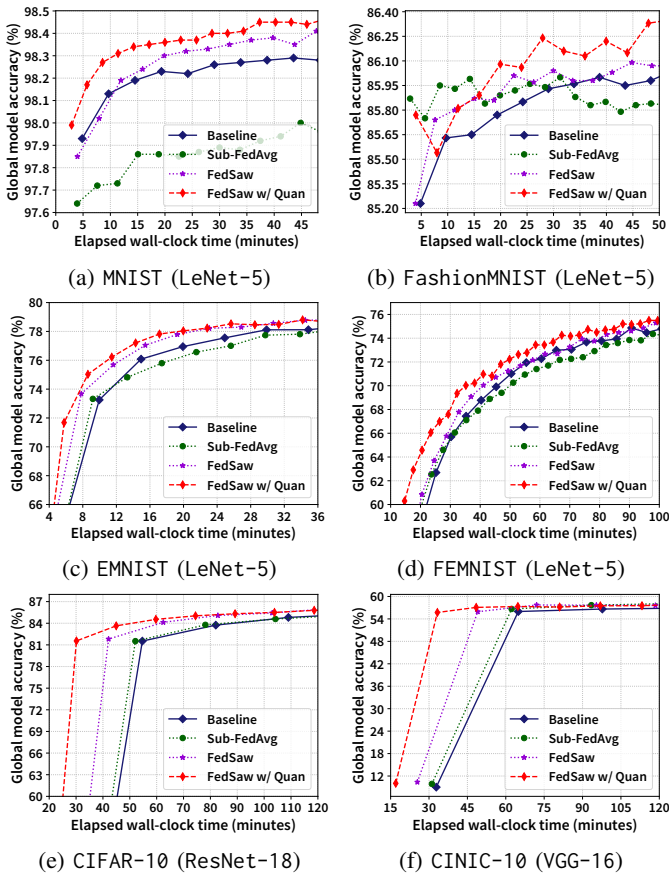 98.5
98.4
98.3
98.2
98.1
98.0
97.9
97.8
97.7
97.6
Global model accuracy (%)
0 5 10 15 20 25 30 35 40 45
Elapsed wall-clock time (minutes)
Baseline
Sub-FedAvg
FedSaw
FedSaw w/ Quan
(a) MNIST (LeNet-5)
86.40
86.25
86.10
85.95
85.80
85.65
85.50
85.35
85.20
Global model accuracy (%)
5 10 15 20 25 30 35 40 45 50
Elapsed wall-clock time (minutes)
Baseline
Sub-FedAvg
FedSaw
FedSaw w/ Quan
(b) FashionMNIST (LeNet-5)
80
78
76
74
72
70
68
66
Global model accuracy (%)
4 8 12 16 20 24 28 32 36
Elapsed wall-clock time (minutes)
Baseline
Sub-FedAvg
FedSaw
FedSaw w/ Quan
(c) EMNIST (LeNet-5)
76
74
72
70
68
66
64
62
60
Global model accuracy (%)
10 20 30 40 50 60 70 80 90 100
Elapsed wall-clock time (minutes)
Baseline
Sub-FedAvg
FedSaw
FedSaw w/ Quan
(d) FEMNIST (LeNet-5)
87
84
81
78
75
72
69
66
63
60
Global model accuracy (%)
20 30 40 50 60 70 80 90 100 110 120
Elapsed wall-clock time (minutes)
Baseline
Sub-FedAvg
FedSaw
FedSaw w/ Quan
(e) CIFAR-10 (ResNet-18)
60
54
48
42
36
30
24
18
12
Global model accuracy (%)
15 30 45 60 75 90 105 120
Elapsed wall-clock time (minutes)
Baseline
Sub-FedAvg
FedSaw
FedSaw w/ Quan
(f) CINIC-10 (VGG-16)